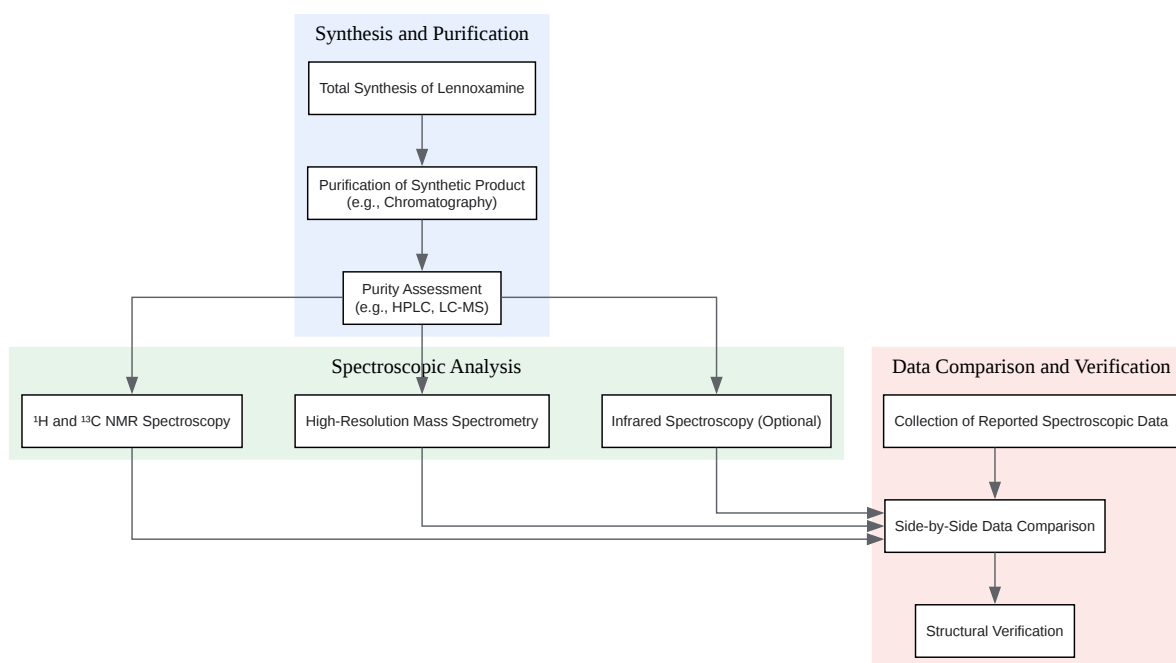 Synthesis and Purification
Total Synthesis of Lennoxamine
Purification of Synthetic Product
(e.g., Chromatography)
Purity Assessment
(e.g., HPLC, LC-MS)
Spectroscopic Analysis
¹H and ¹³C NMR Spectroscopy
High-Resolution Mass Spectrometry
Infrared Spectroscopy (Optional)
Data Comparison and Verification
Collection of Reported Spectroscopic Data
Side-by-Side Data Comparison
Structural Verification